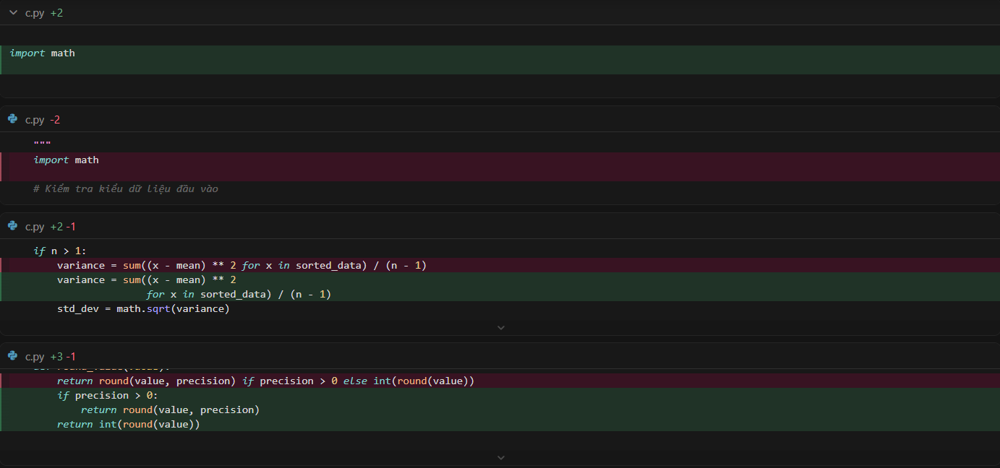 c.py +2
import math
c.py -2
"""
import math
# Kiểm tra kiểu dữ liệu đầu vào
c.py +2 -1
if n > 1:
variance = sum((x - mean) ** 2 for x in sorted_data) / (n - 1)
variance = sum((x - mean) ** 2
for x in sorted_data) / (n - 1)
std_dev = math.sqrt(variance)
c.py +3 -1
return round(value, precision) if precision > 0 else int(round(value))
if precision > 0:
return round(value, precision)
return int(round(value))